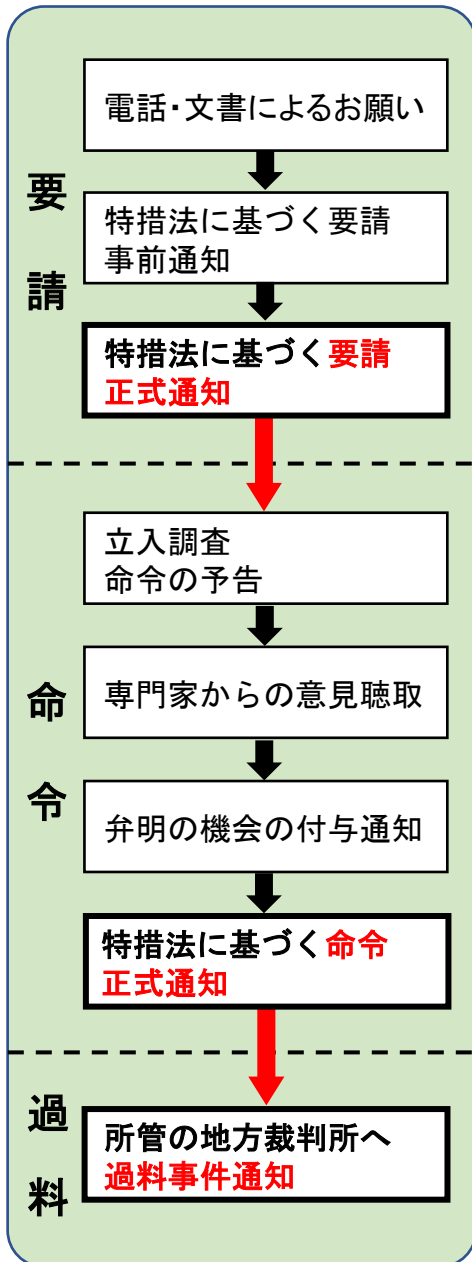 要請
電話・文書によるお願い
特措法に基づく要請
事前通知
特措法に基づく要請
正式通知
命令
立入調査
命令の予告
専門家からの意見聴取
弁明の機会の付与通知
特措法に基づく命令
正式通知
過料
所管の地方裁判所へ
過料事件通知